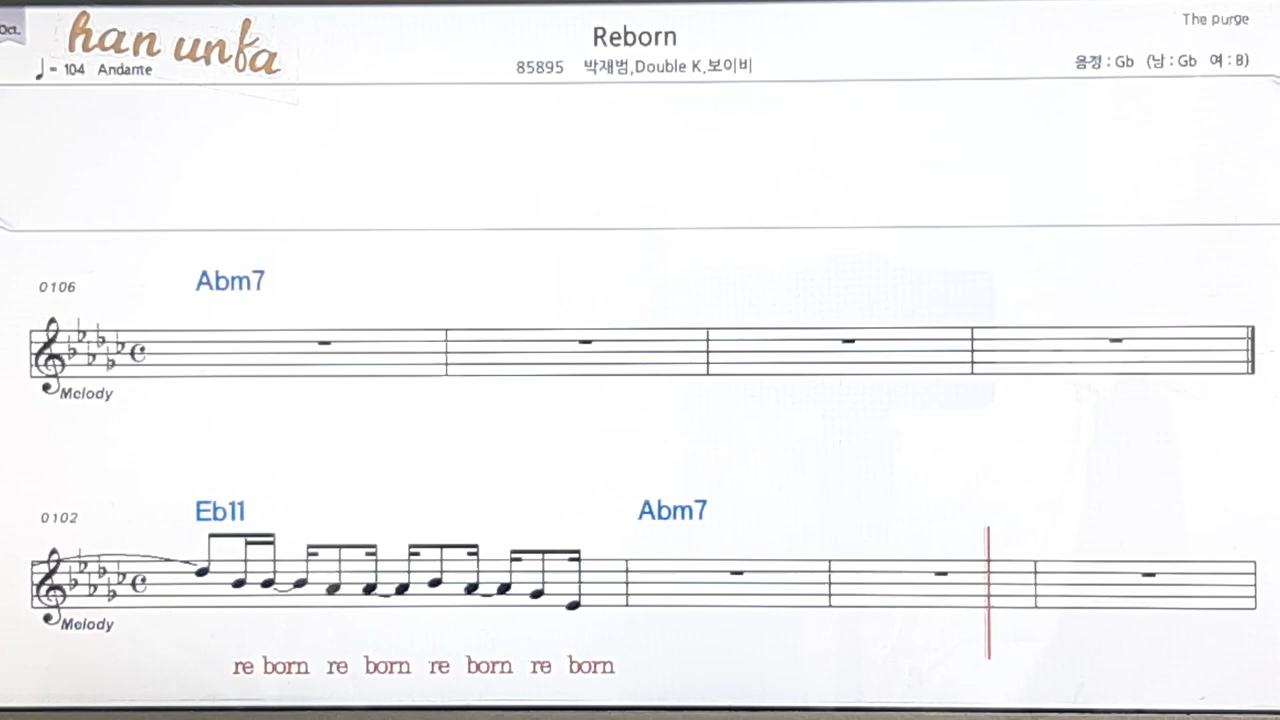 Oct.
han unfa
Reborn
The purge
♩= 104 Andante
85895 박재범,Double K,보이비
음정 : Gb (남 : Gb 여 : B)
0106
Abm7
Melody
0102
Eb11 Abm7
Melody
re born re born re born re born